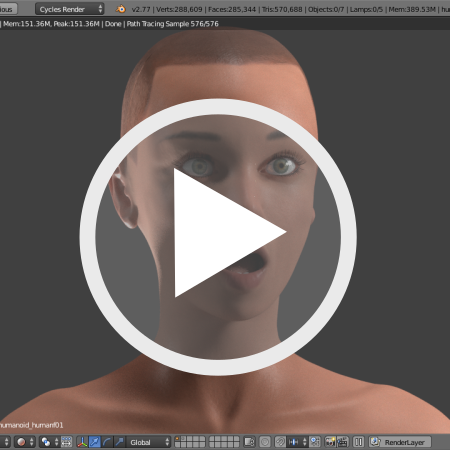 ious Cycles Render v2.77 | Verts:288,609 | Faces:285,344 | Tris:570,688 | Objects:0/7 | Lamps:0/5 | Mem:389.53M | hu
| Mem:151.36M, Peak:151.36M | Done | Path Tracing Sample 576/576
humanoid_humanf01
Global RenderLayer